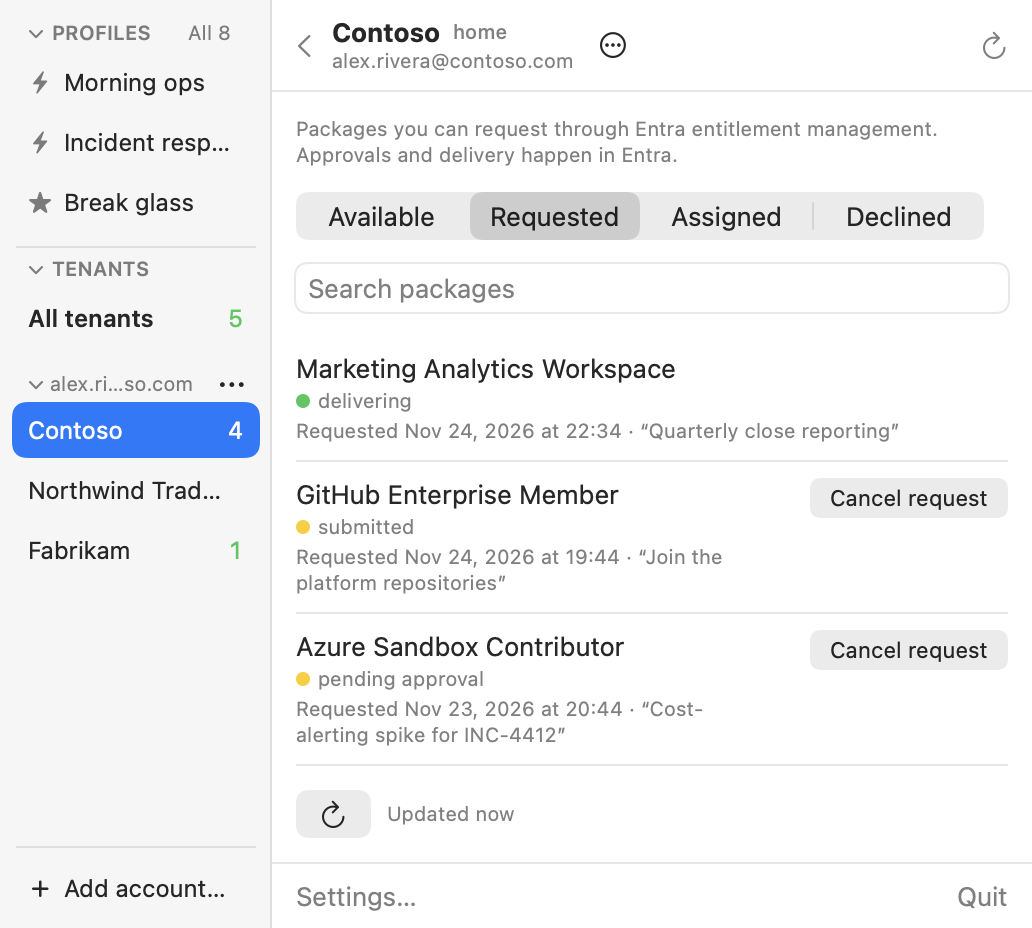 PROFILES All 8
Morning ops
Incident resp...
Break glass
TENANTS
All tenants 5
alex.ri...so.com
Contoso 4
Northwind Trad...
Fabrikam 1
Add account...
Contoso home
alex.rivera@contoso.com
Packages you can request through Entra entitlement management.
Approvals and delivery happen in Entra.
Available Requested Assigned Declined
Search packages
Marketing Analytics Workspace
delivering
Requested Nov 24, 2026 at 22:34 · “Quarterly close reporting”
GitHub Enterprise Member Cancel request
submitted
Requested Nov 24, 2026 at 19:44 · “Join the
platform repositories”
Azure Sandbox Contributor Cancel request
pending approval
Requested Nov 23, 2026 at 20:44 · “Cost-
alerting spike for INC-4412”
Updated now
Settings... Quit